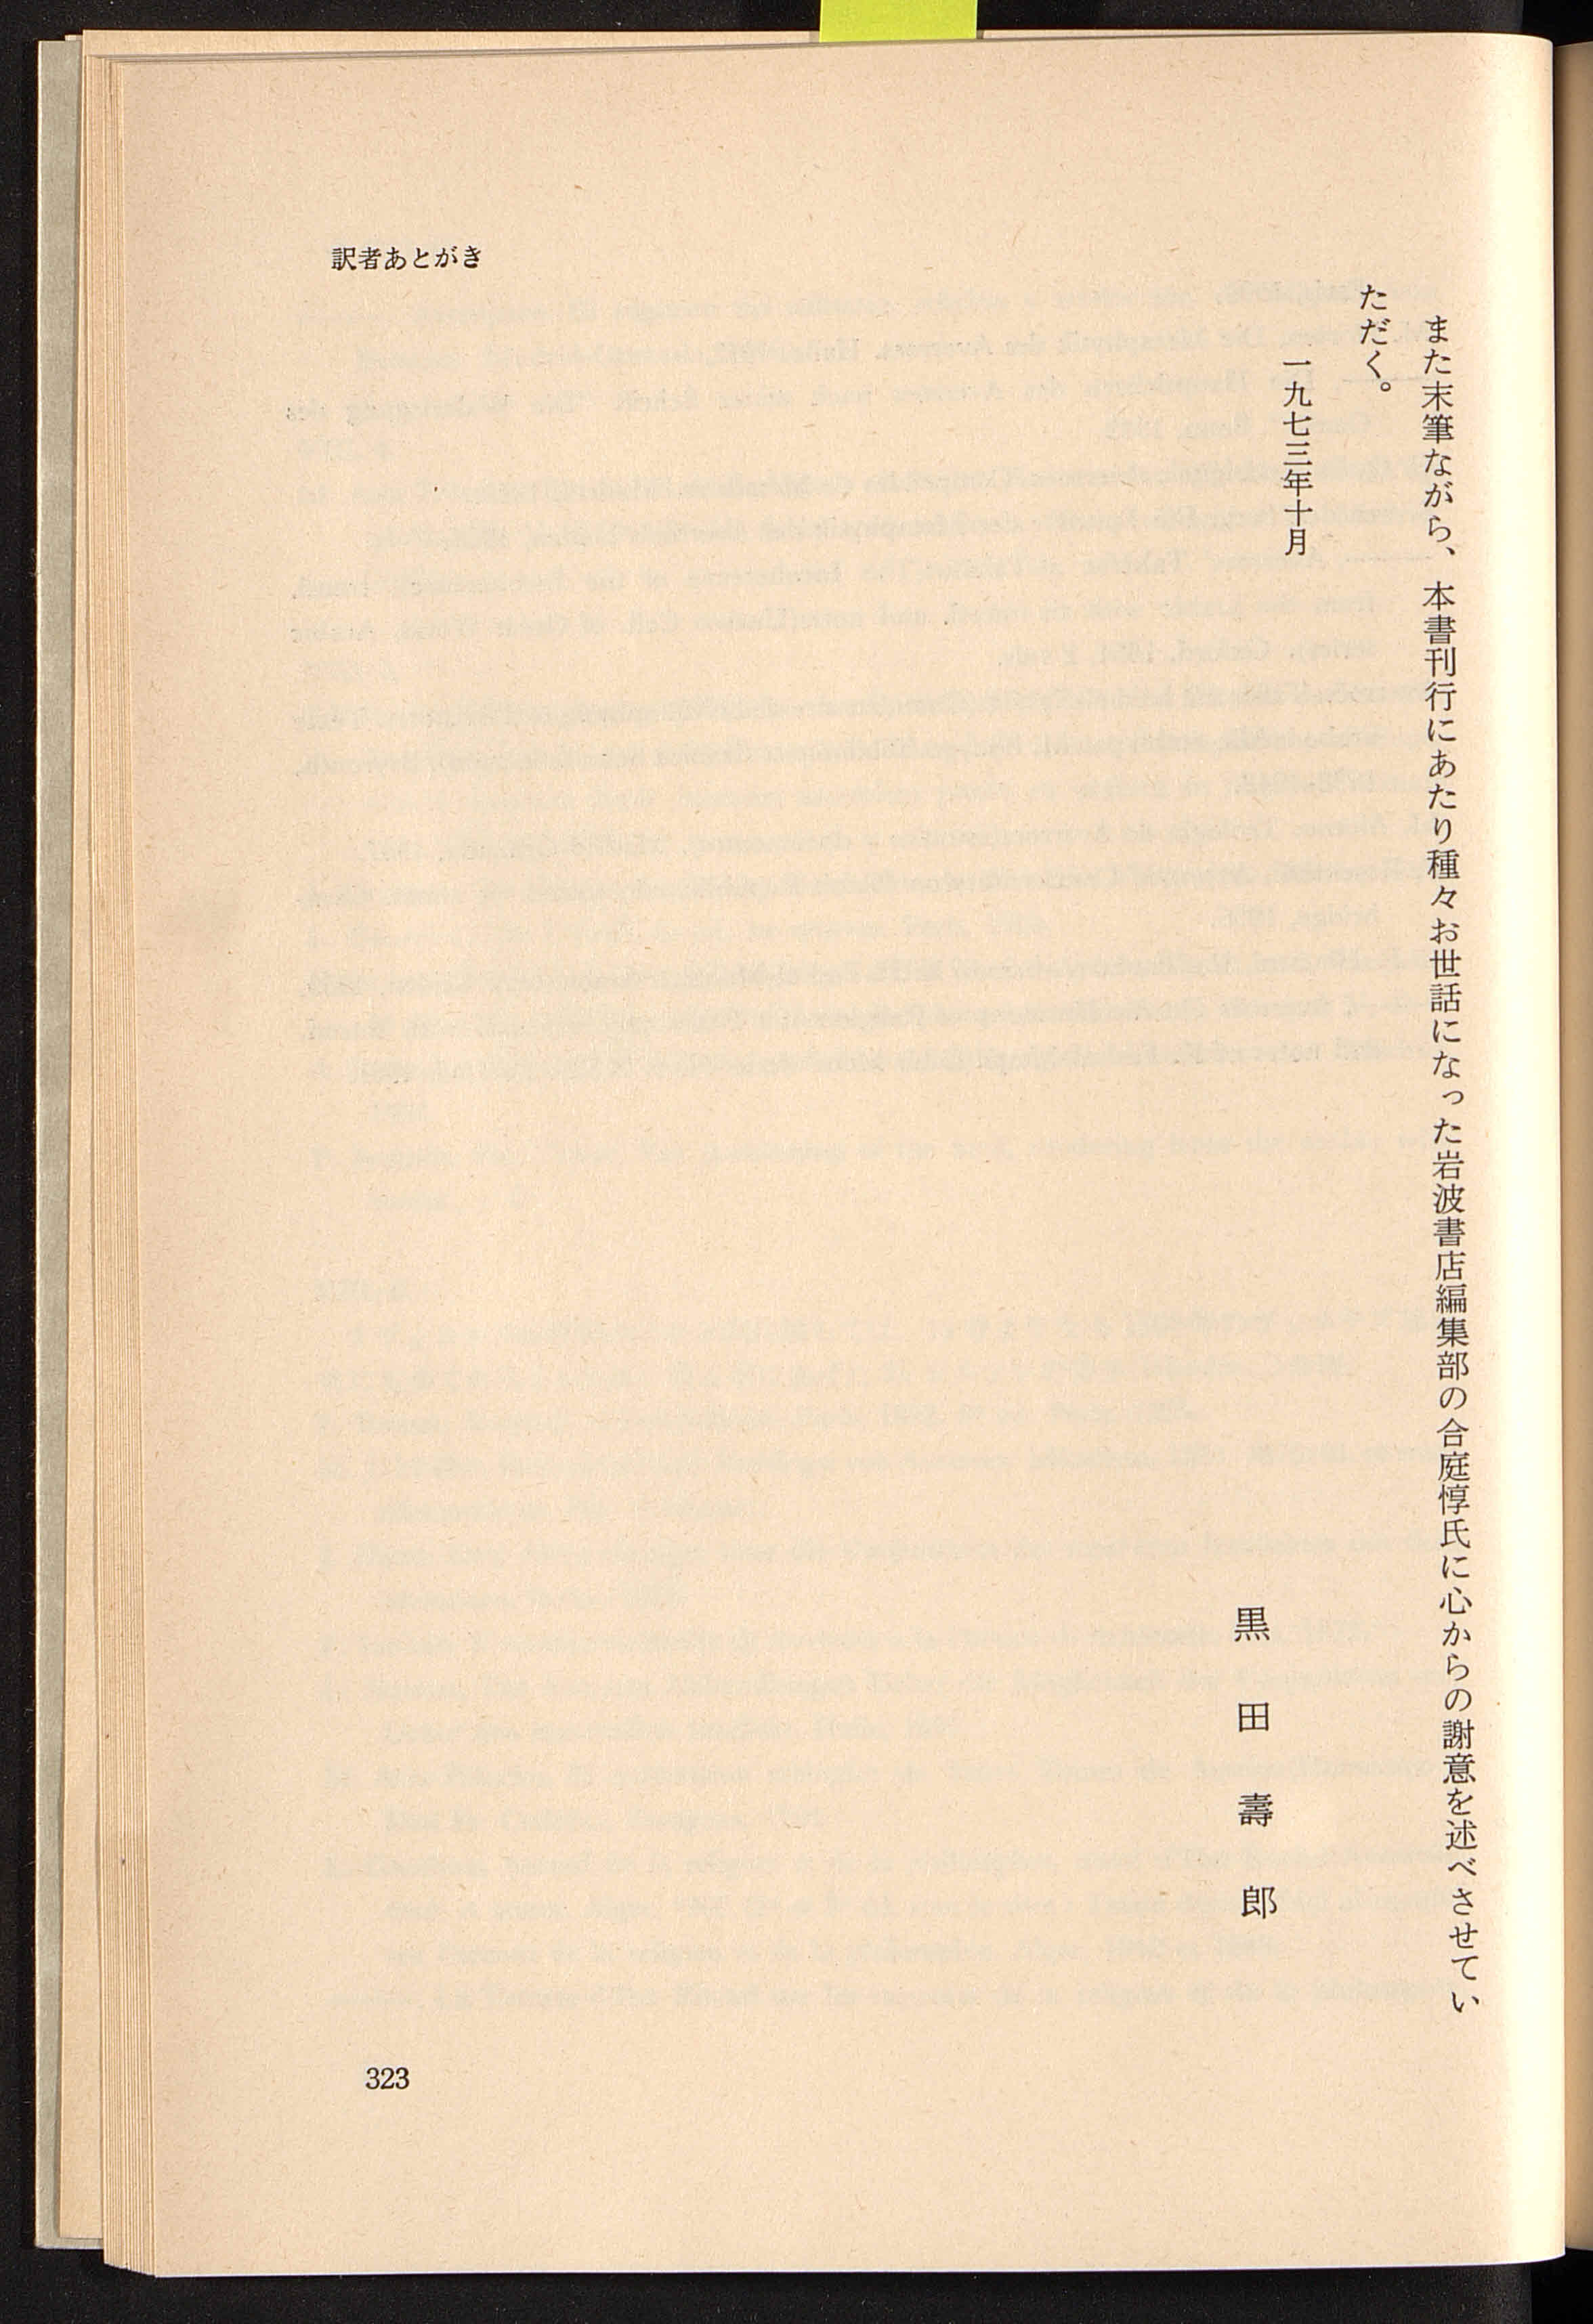 また末筆ながら、本書刊行にあたり種々お世話になった岩波書店編集部の合庭惇氏に心からの謝意を述べさせてい
ただく。
一九七三年十月
黒田壽郎
訳者あとがき
323